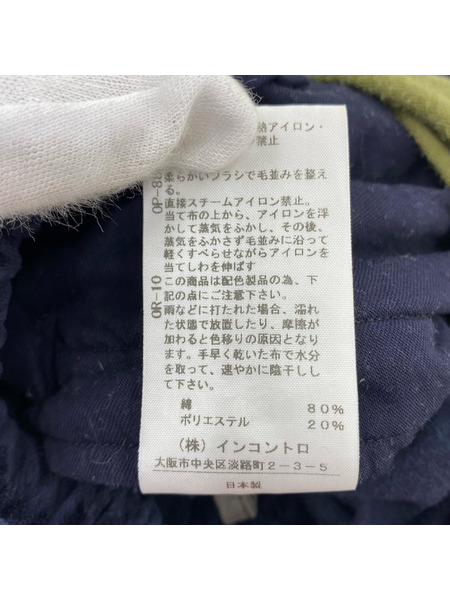 熱アイロン・
禁止
OP-8
柔らかいブラシで毛並みを整え
る。
直接スチームアイロン禁止。
当て布の上から、アイロンを浮
かして蒸気をふかし、その後、
蒸気をふかさず毛並みに沿って
軽くすべらせながらアイロンを
当てしわを伸ばす
OR-10
この商品は配色製品の為、下
記の点にご注意下さい。
雨などに打たれた場合、濡れ
た状態で放置したり、摩擦が
加わると色移りの原因となり
ます。手早く乾いた布で水分
を取って、速やかに陰干しし
て下さい。
綿 80%
ポリエステル 20%
(株) インコントロ
大阪市中央区淡路町2-3-5
日本製